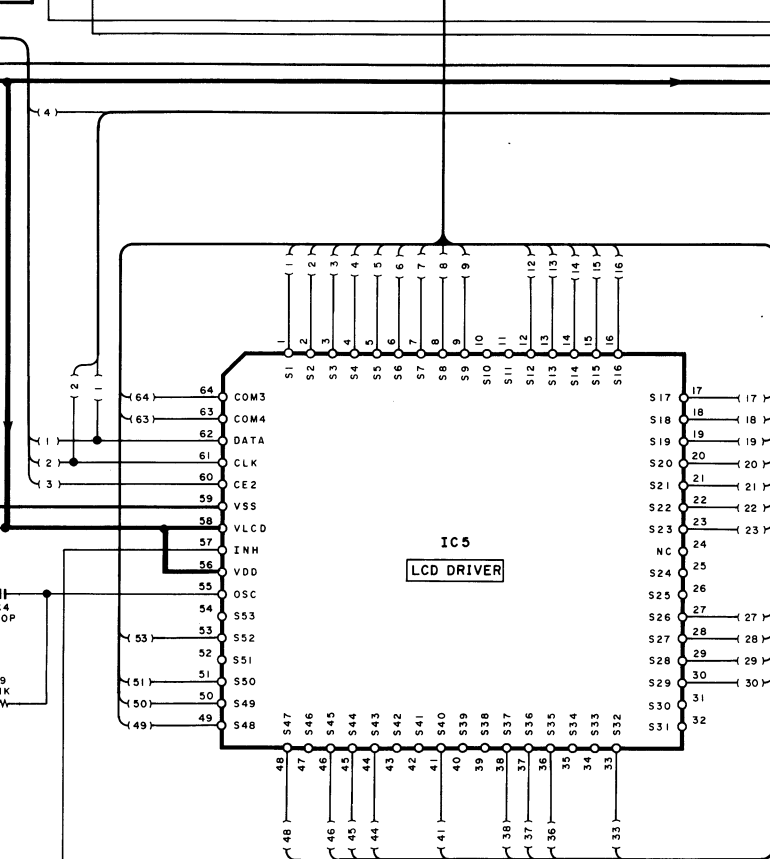 4
1 2 3 4 5 6 7 8 9 12 13 14 15 16
1 2 3 4 5 6 7 8 9 10 11 12 13 14 15 16
S1 S2 S3 S4 S5 S6 S7 S8 S9 S10 S11 S12 S13 S14 S15 S16
2 1
64 64 COM3
63 63 COM4
1 62 DATA
2 61 CLK
3 60 CE2
59 VSS
58 VLCD
57 INH
56 VDD
55 OSC
54 S53
53 53 S52
52 S51
51 51 S50
50 50 S49
49 49 S48
4
0P
9
1K
IC5
LCD DRIVER
S17 17 17
S18 18 18
S19 19 19
S20 20 20
S21 21 21
S22 22 22
S23 23 23
NC 24
S24 25
S25 26
S26 27 27
S27 28 28
S28 29 29
S29 30 30
S30 31
S31 32
S47 S46 S45 S44 S43 S42 S41 S40 S39 S38 S37 S36 S35 S34 S33 S32
48 47 46 45 44 43 42 41 40 39 38 37 36 35 34 33
48 46 45 44 41 38 37 36 33